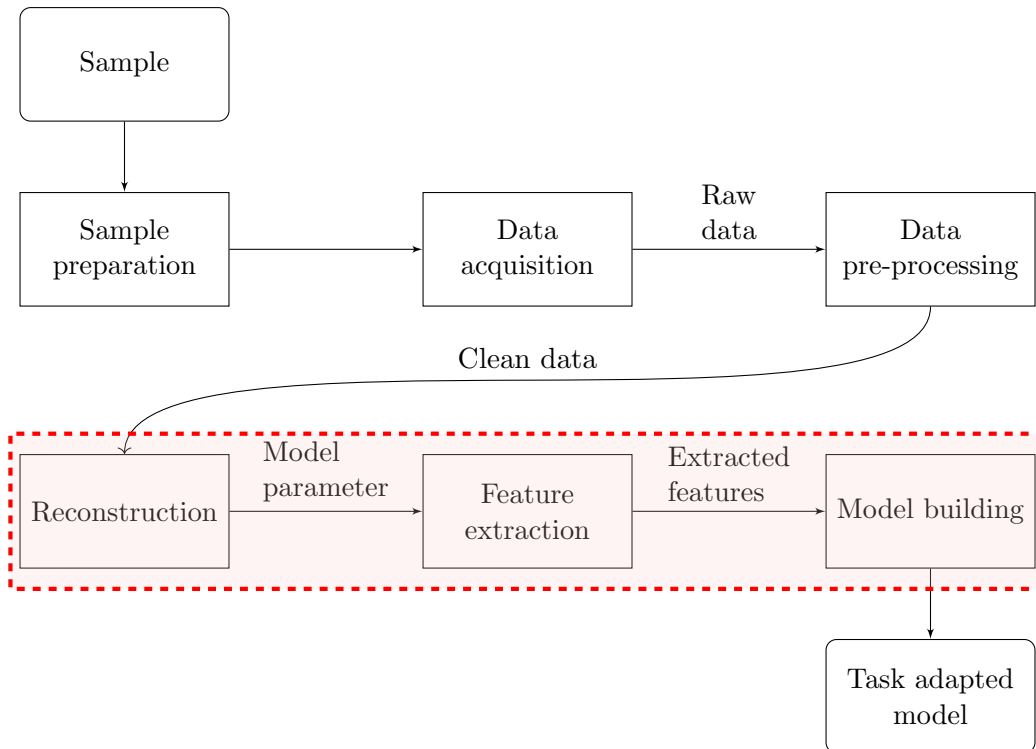 Sample
Sample
preparation
Data
acquisition
Raw
data
Data
pre-processing
Clean data
Reconstruction
Model
parameter
Feature
extraction
Extracted
features
Model building
Task adapted
model